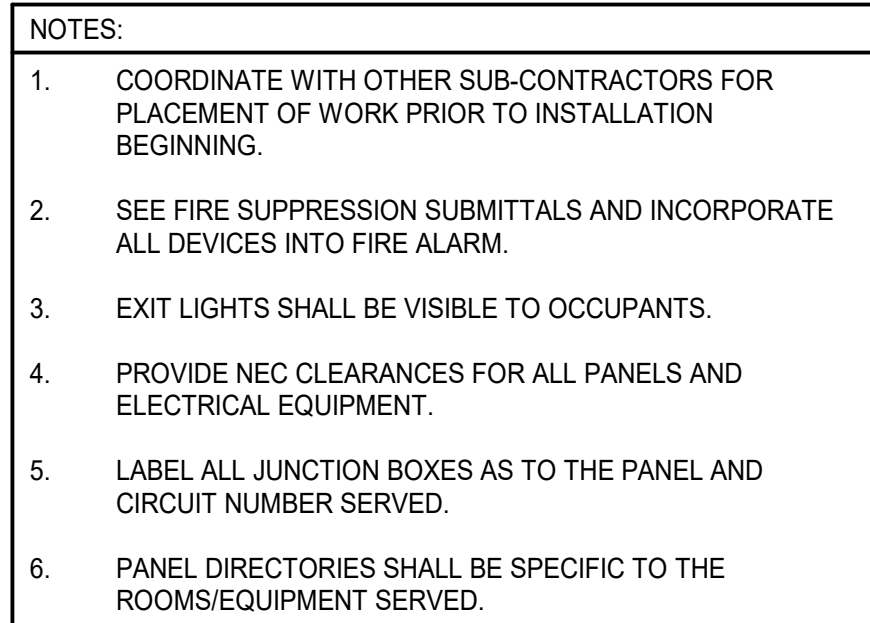 NOTES:
1. COORDINATE WITH OTHER SUB-CONTRACTORS FOR
PLACEMENT OF WORK PRIOR TO INSTALLATION
BEGINNING.
2. SEE FIRE SUPPRESSION SUBMITTALS AND INCORPORATE
ALL DEVICES INTO FIRE ALARM.
3. EXIT LIGHTS SHALL BE VISIBLE TO OCCUPANTS.
4. PROVIDE NEC CLEARANCES FOR ALL PANELS AND
ELECTRICAL EQUIPMENT.
5. LABEL ALL JUNCTION BOXES AS TO THE PANEL AND
CIRCUIT NUMBER SERVED.
6. PANEL DIRECTORIES SHALL BE SPECIFIC TO THE
ROOMS/EQUIPMENT SERVED.